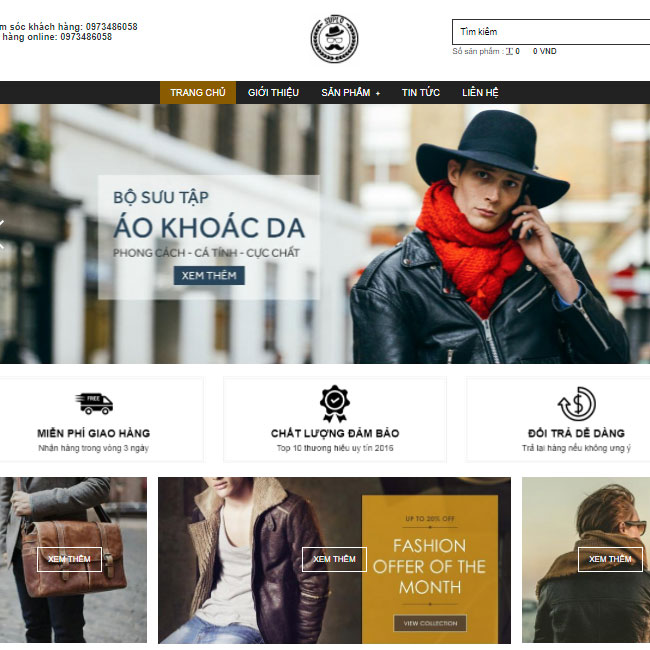 m sóc khách hàng: 0973486058
hàng online: 0973486058
SUPLO
Tìm kiếm
Số sản phẩm : 0 0 VND
TRANG CHỦ GIỚI THIỆU SẢN PHẨM + TIN TỨC LIÊN HỆ
BỘ SƯU TẬP
ÁO KHOÁC DA
PHONG CÁCH - CÁ TÍNH - CỰC CHẤT
XEM THÊM
FREE
MIỄN PHÍ GIAO HÀNG
Nhận hàng trong vòng 3 ngày
CHẤT LƯỢNG ĐẢM BẢO
Top 10 thương hiệu uy tín 2016
ĐỔI TRẢ DỄ DÀNG
Trả lại hàng nếu không ưng ý
XEM THÊM
XEM THÊM
UP TO 20% OFF
FASHION
OFFER OF THE
MONTH
VIEW COLLECTION
XEM THÊM